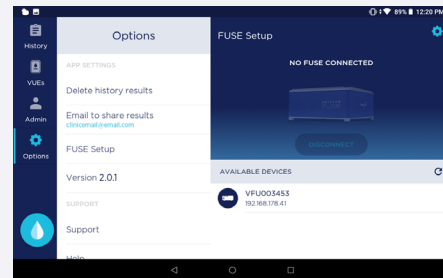 89% 12:20 PM
History
VUEs
Admin
Options
Options
APP SETTINGS
Delete history results
Email to share results
clinicemail@email.com
FUSE Setup
Version 2.0.1
SUPPORT
Support
Help
FUSE Setup
NO FUSE CONNECTED
FUSE
DISCONNECT
AVAILABLE DEVICES
VFU003453
192.168.178.41